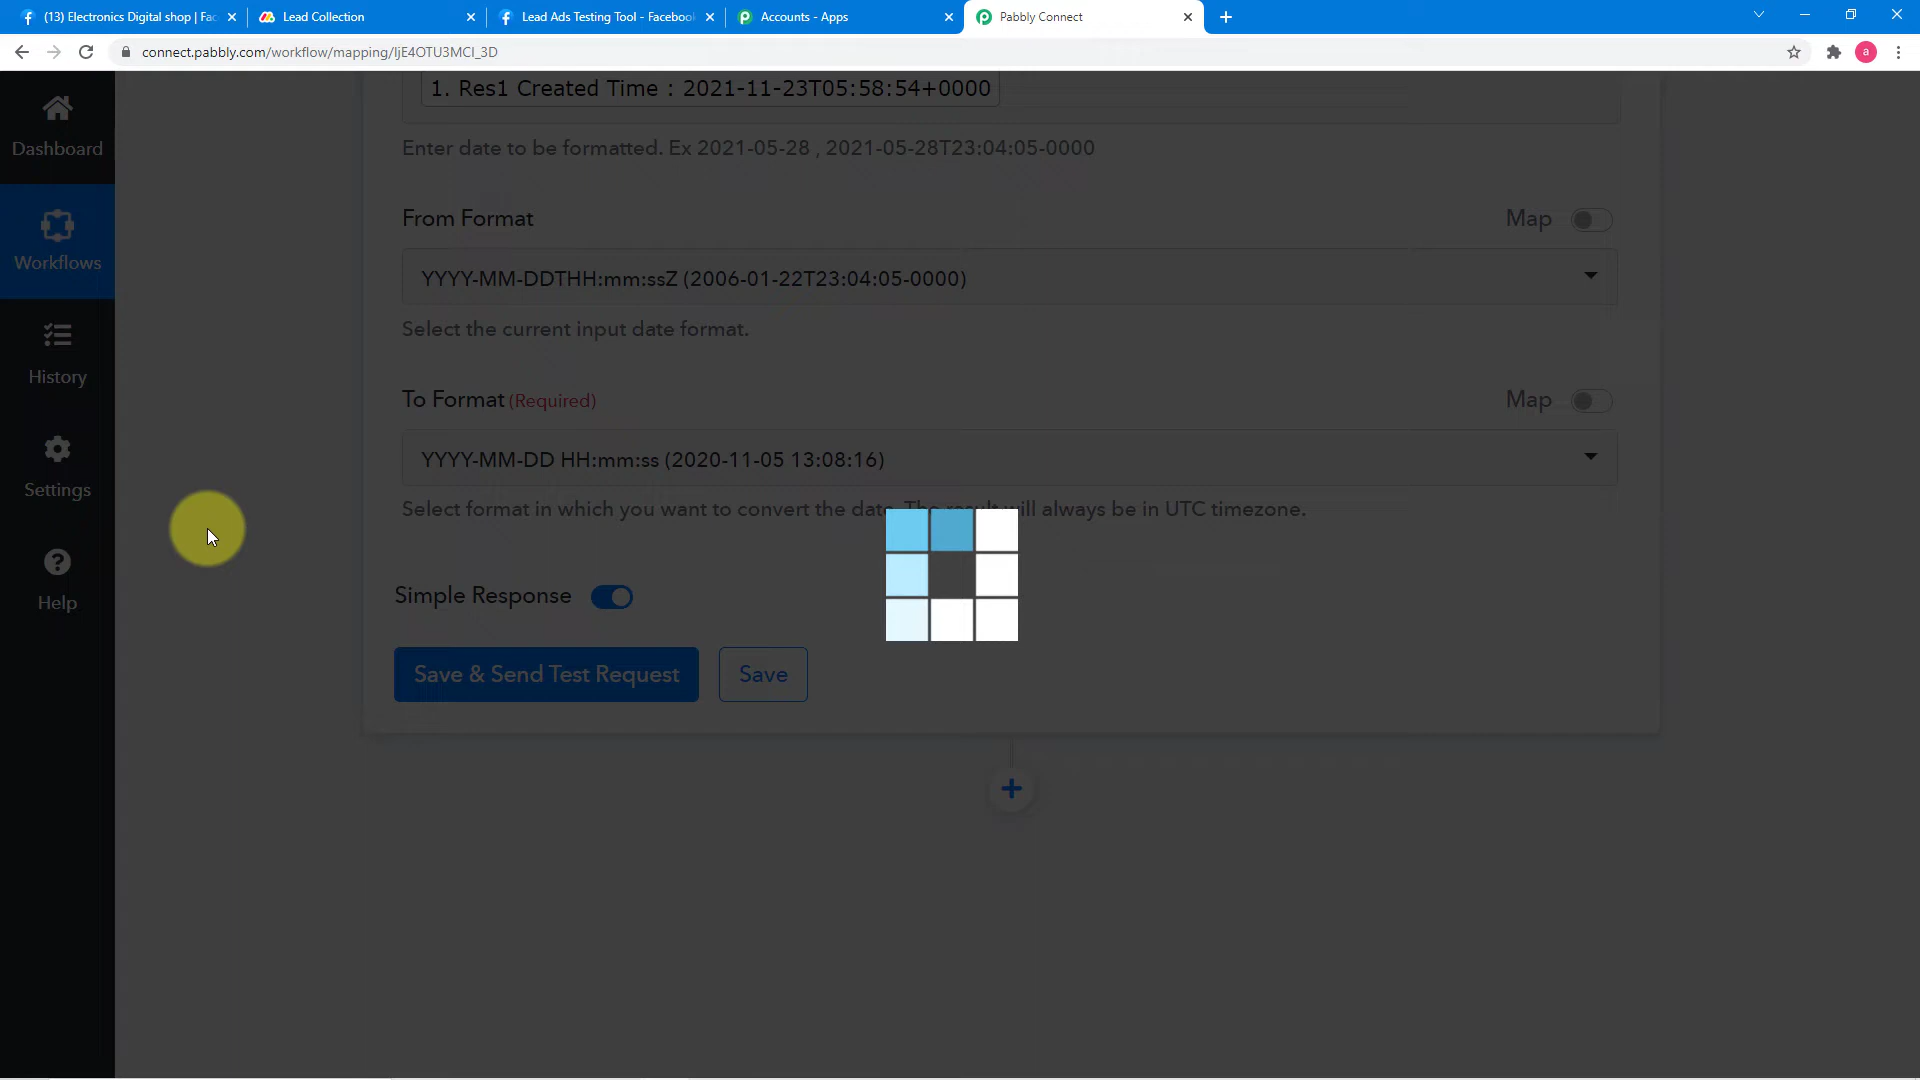 (13) Electronics Digital shop | Fac
Lead Collection
Lead Ads Testing Tool - Facebook
Accounts - Apps
Pabbly Connect
connect.pabbly.com/workflow/mapping/IjE4OTU3MCI_3D
a
1. Res1 Created Time : 2021-11-23T05:58:54+0000
Enter date to be formatted. Ex 2021-05-28 , 2021-05-28T23:04:05-0000
Dashboard
From Format
Map
Workflows
YYYY-MM-DDTHH:mm:ssZ (2006-01-22T23:04:05-0000)
Select the current input date format.
History
To Format (Required)
Map
YYYY-MM-DD HH:mm:ss (2020-11-05 13:08:16)
Settings
Select format in which you want to convert the date. The result will always be in UTC timezone.
Help
Simple Response
Save & Send Test Request
Save